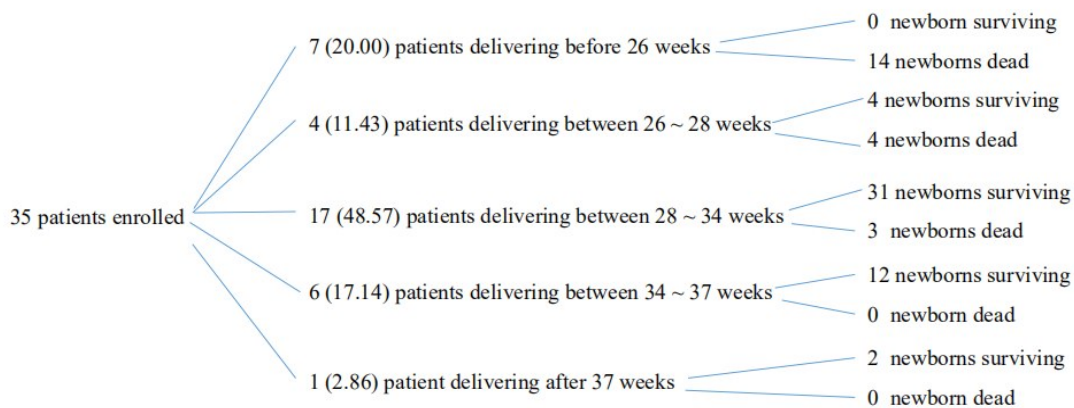 0 newborn surviving
7 (20.00) patients delivering before 26 weeks
14 newborns dead
4 newborns surviving
4 (11.43) patients delivering between 26 ~ 28 weeks
4 newborns dead
35 patients enrolled
31 newborns surviving
17 (48.57) patients delivering between 28 ~ 34 weeks
3 newborns dead
12 newborns surviving
6 (17.14) patients delivering between 34 ~ 37 weeks
0 newborn dead
2 newborns surviving
1 (2.86) patient delivering after 37 weeks
0 newborn dead